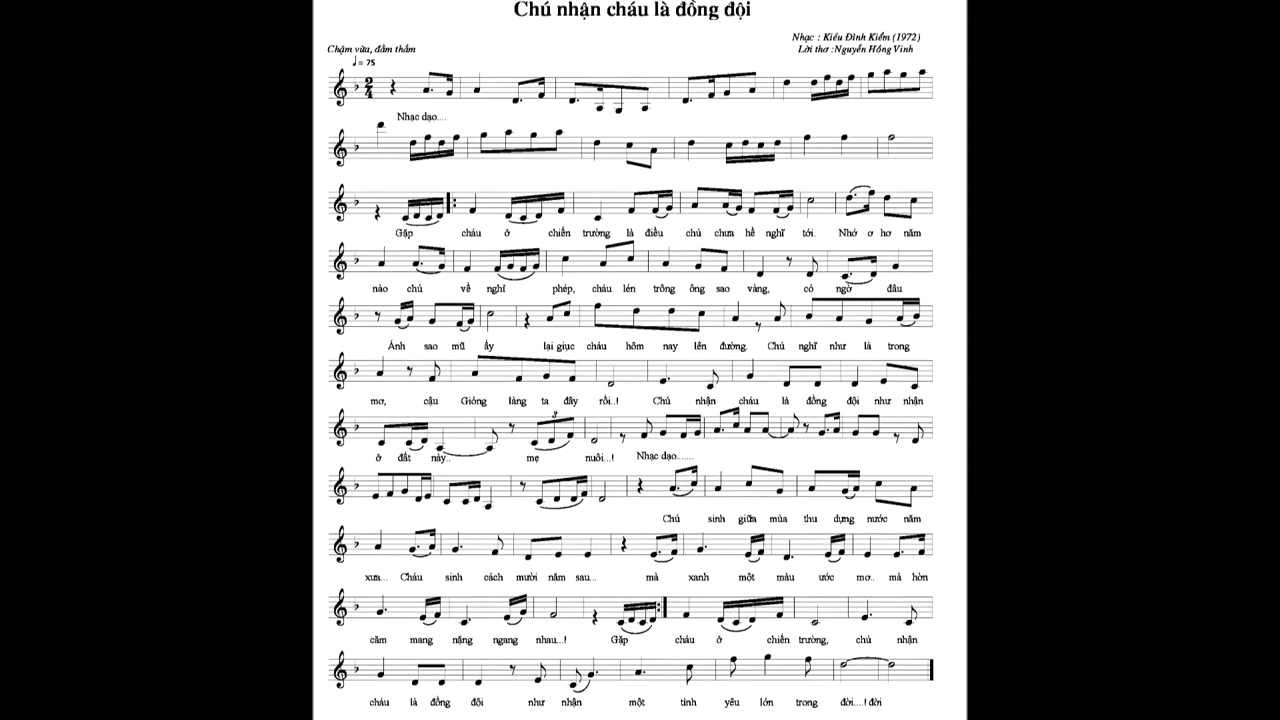 Chú nhận cháu là đồng đội
Nhạc : Kiều Đình Kiểm (1972)
Chậm vừa, đầm thắm
Lời thơ :Nguyễn Hồng Vinh
♩ = 75
2
4
Nhạc dạo....
Gặp cháu ở chiến trường là điều chú chưa hề nghĩ tới. Nhớ ơ hơ năm
nào chú về nghỉ phép, cháu lén trông ông sao vàng, có ngờ đâu
Ánh sao mũ ấy lại giục cháu hôm nay lên đường. Chú nghĩ như là trong
mơ, cậu Gióng làng ta đây rồi..! Chú nhận cháu là đồng đội như nhận
3
ở đất này.. mẹ nuôi...! Nhạc dạo.......
Chú sinh giữa mùa thu dựng nước năm
xưa... Cháu sinh cách mười năm sau... mà xanh một màu ước mơ.. mà hờn
căm mang nặng ngang nhau...! Gặp cháu ở chiến trường, chú nhận
cháu là đồng đội như nhận một tình yêu lớn trong đời....! đời